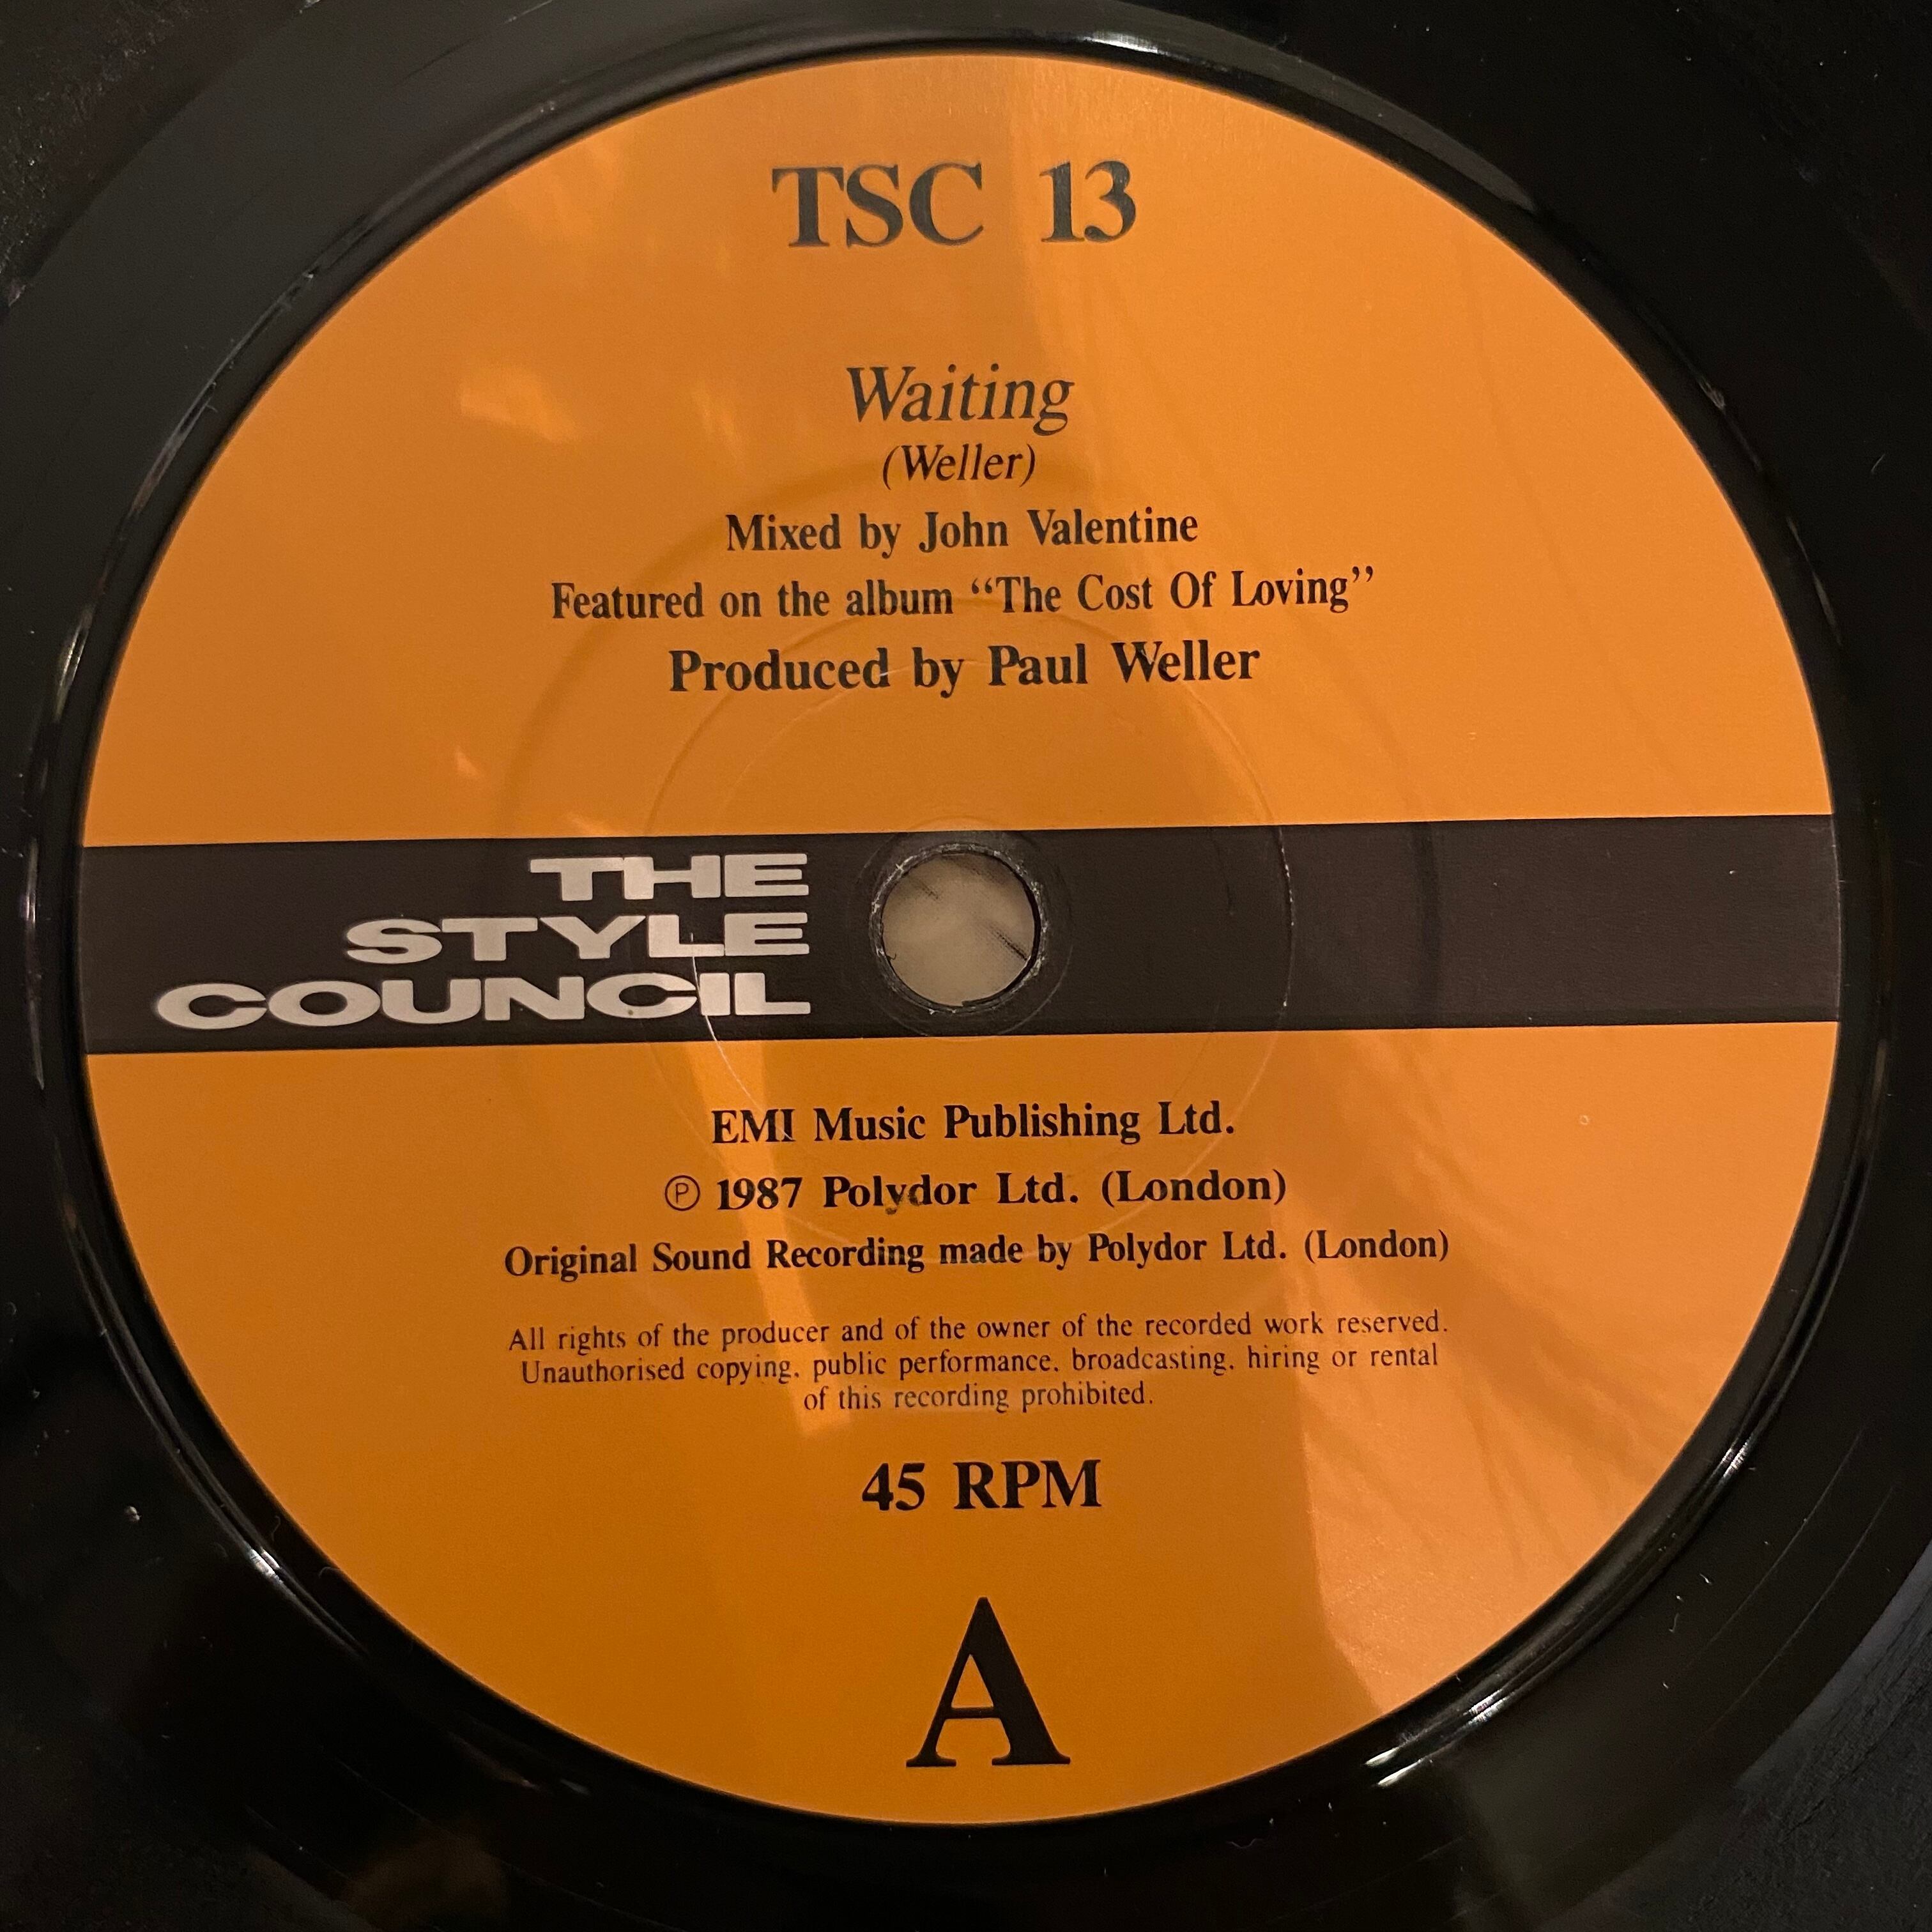 TSC 13
Waiting
(Weller)
Mixed by John Valentine
Featured on the album “The Cost Of Loving”
Produced by Paul Weller
THE
STYLE
COUNCIL
EMI Music Publishing Ltd.
℗ 1987 Polydor Ltd. (London)
Original Sound Recording made by Polydor Ltd. (London)
All rights of the producer and of the owner of the recorded work reserved.
Unauthorised copying, public performance, broadcasting, hiring or rental
of this recording prohibited.
45 RPM
A